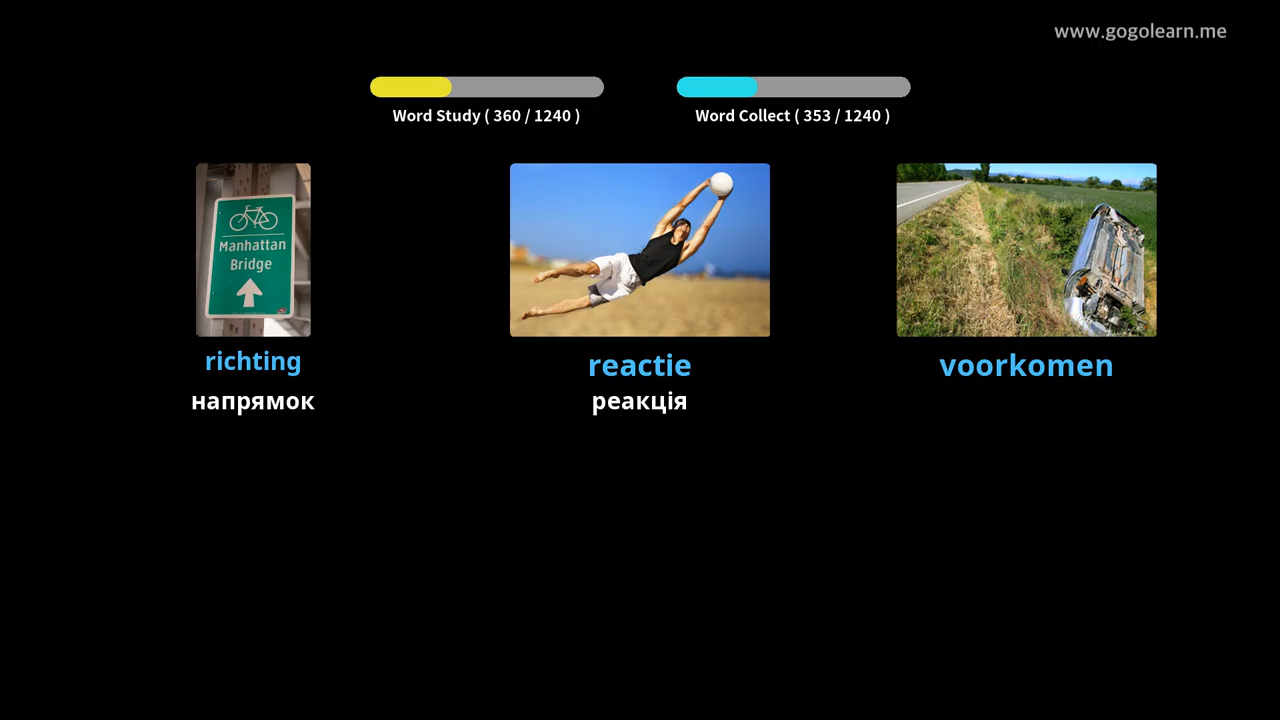 www.gogolearn.me
Word Study ( 360 / 1240 )
Word Collect ( 353 / 1240 )
Manhattan
Bridge
richting
reactie
voorkomen
напрямок
реакція